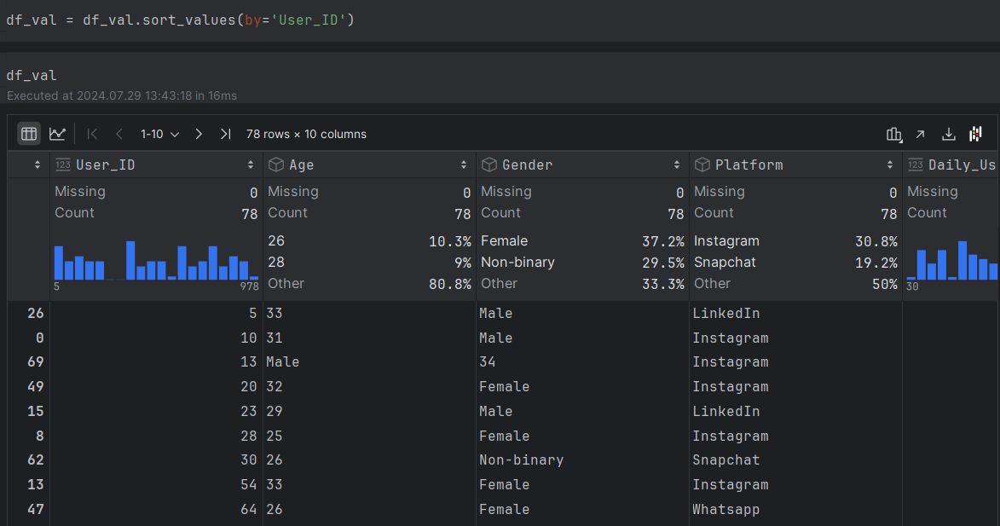 df_val = df_val.sort_values(by='User_ID')
df_val
Executed at 2024.07.29 13:43:18 in 16ms
1-10 78 rows × 10 columns
123 User_ID Age Gender Platform 123 Daily_Us
Missing 0 Missing 0 Missing 0 Missing 0 Missing
Count 78 Count 78 Count 78 Count 78 Count
26 10.3% Female 37.2% Instagram 30.8%
28 9% Non-binary 29.5% Snapchat 19.2%
5 978 Other 80.8% Other 33.3% Other 50% 30
26 5 33 Male LinkedIn
0 10 31 Male Instagram
69 13 Male 34 Instagram
49 20 32 Female Instagram
15 23 29 Male LinkedIn
8 28 25 Female Instagram
62 30 26 Non-binary Snapchat
13 54 33 Female Instagram
47 64 26 Female Whatsapp